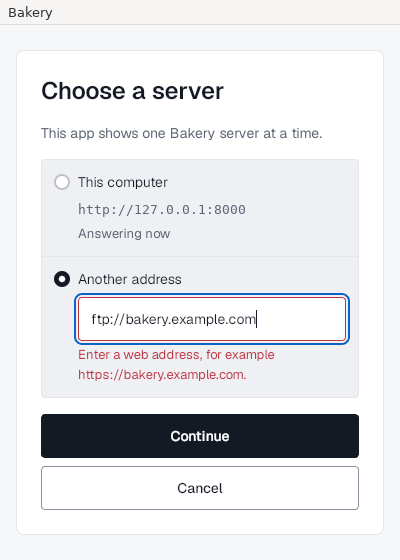 Bakery
Choose a server
This app shows one Bakery server at a time.
This computer
http://127.0.0.1:8000
Answering now
Another address
ftp://bakery.example.com
Enter a web address, for example
https://bakery.example.com.
Continue
Cancel